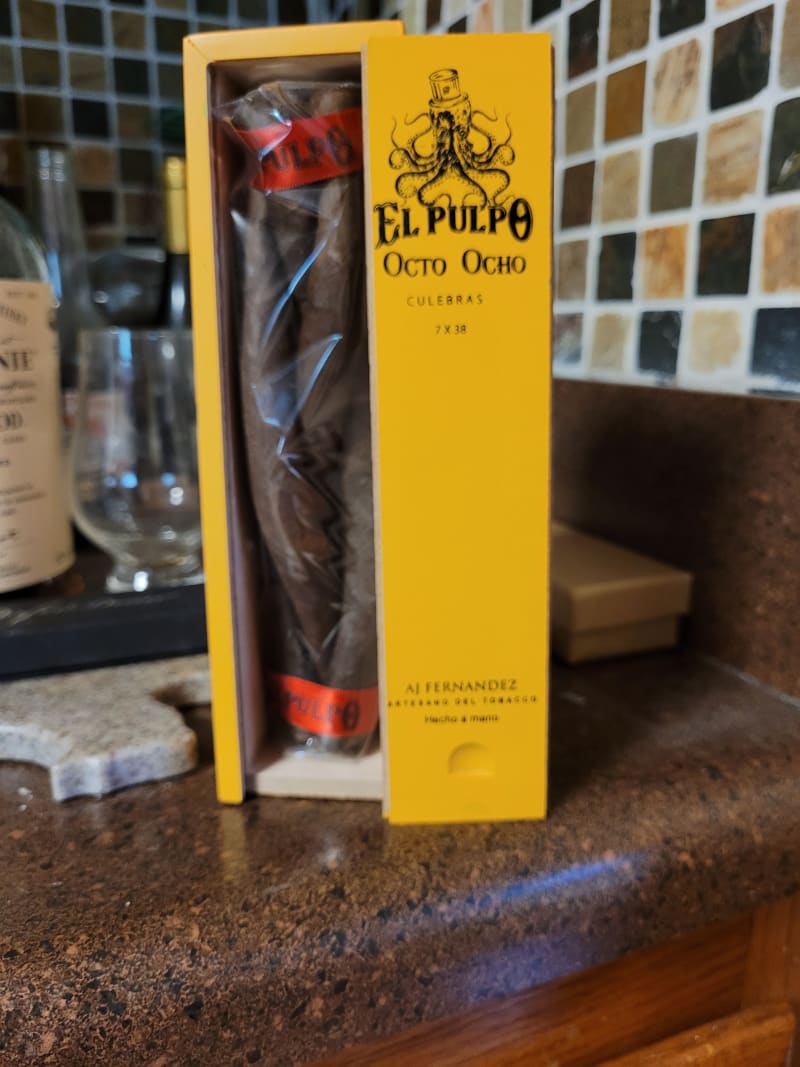 PULPO
EL PULPO
OCTO OCHO
CULEBRAS
7 X 38
AJ FERNANDEZ
ARTESANO DEL TOBACCO
Hecho a mano
PULPO